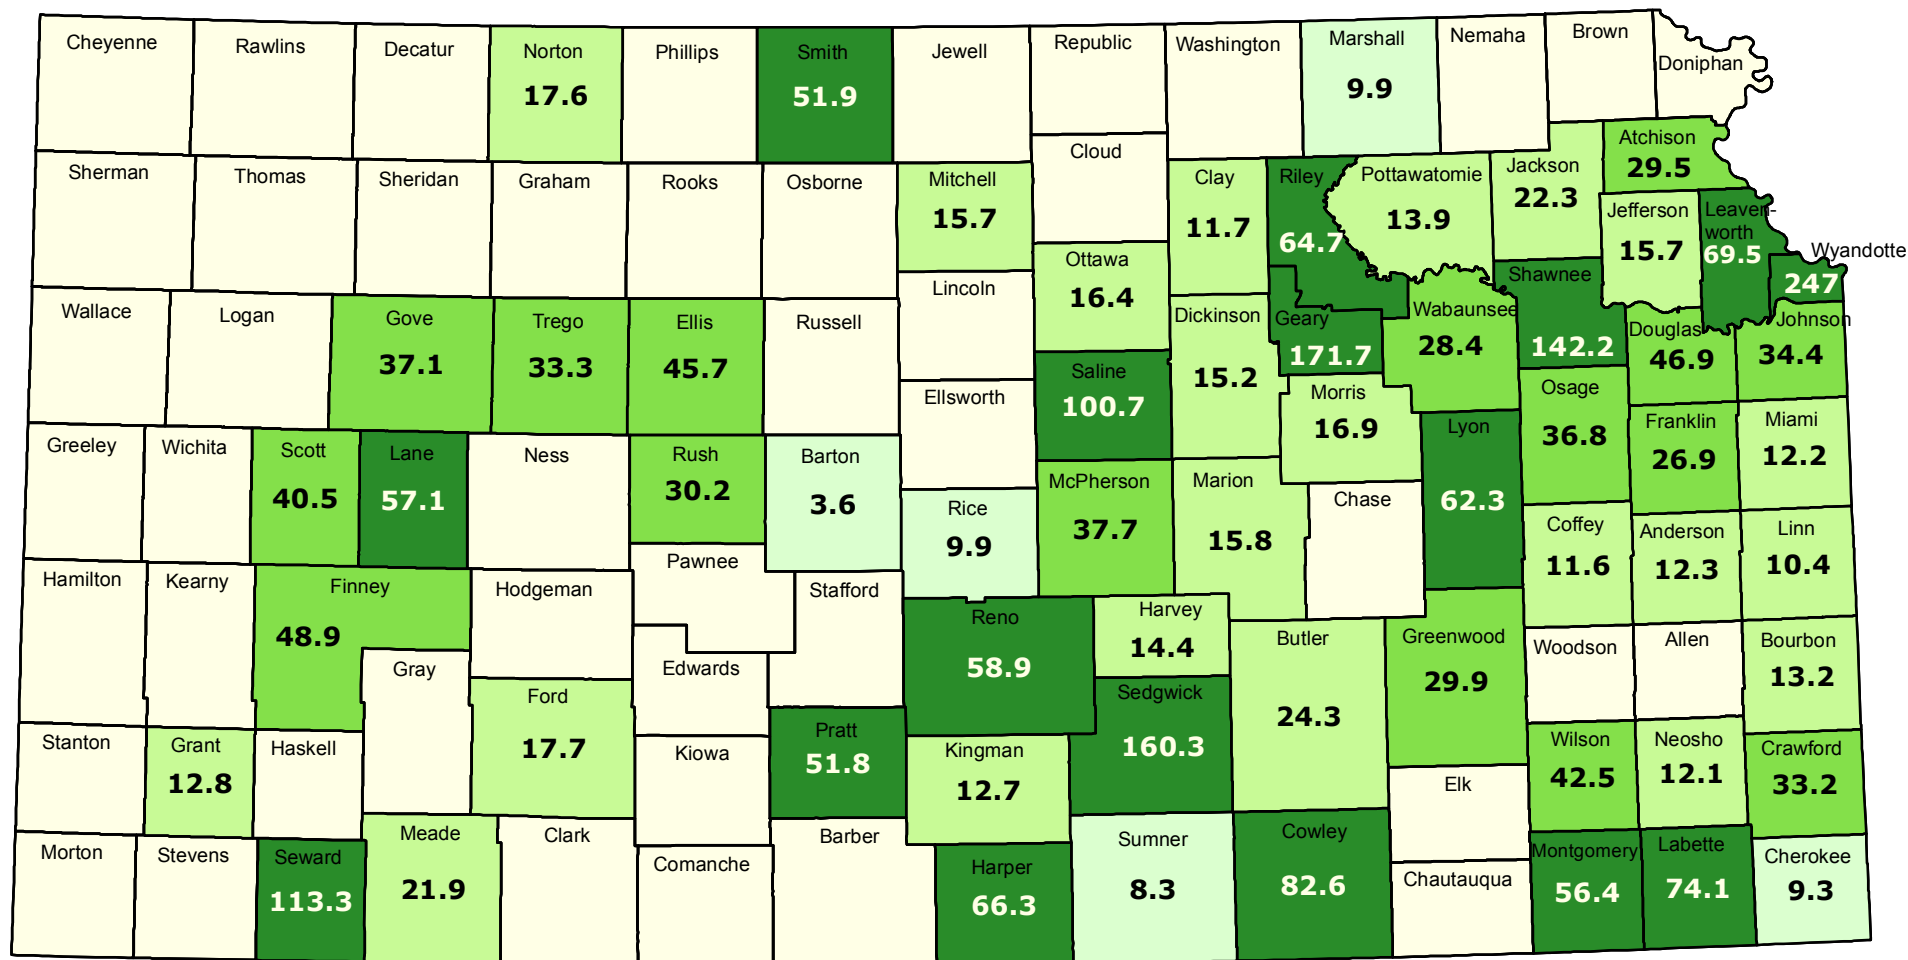 Cheyenne
Rawlins
Decatur
Norton
17.6
Phillips
Smith
51.9
Jewell
Republic
Washington
Marshall
9.9
Nemaha
Brown
Doniphan
Sherman
Thomas
Sheridan
Graham
Rooks
Osborne
Mitchell
15.7
Cloud
Clay
11.7
Riley
64.7
Pottawatomie
13.9
Jackson
22.3
Atchison
29.5
Jefferson
15.7
Leaven-
worth
69.5
Wyandotte
247
Wallace
Logan
Gove
37.1
Trego
33.3
Ellis
45.7
Russell
Lincoln
Ottawa
16.4
Dickinson
15.2
Geary
171.7
Wabaunsee
28.4
Shawnee
142.2
Douglas
46.9
Johnson
34.4
Ellsworth
Saline
100.7
Morris
16.9
Osage
36.8
Franklin
26.9
Miami
12.2
Greeley
Wichita
Scott
40.5
Lane
57.1
Ness
Rush
30.2
Barton
3.6
Rice
9.9
McPherson
37.7
Marion
15.8
Chase
Lyon
62.3
Coffey
11.6
Anderson
12.3
Linn
10.4
Hamilton
Kearny
Finney
48.9
Hodgeman
Pawnee
Stafford
Reno
58.9
Harvey
14.4
Butler
24.3
Greenwood
29.9
Woodson
Allen
Bourbon
13.2
Gray
Edwards
Ford
17.7
Sedgwick
160.3
Stanton
Grant
12.8
Haskell
Kiowa
Pratt
51.8
Kingman
12.7
Elk
Wilson
42.5
Neosho
12.1
Crawford
33.2
Morton
Stevens
Seward
113.3
Meade
21.9
Clark
Comanche
Barber
Harper
66.3
Sumner
8.3
Cowley
82.6
Chautauqua
Montgomery
56.4
Labette
74.1
Cherokee
9.3